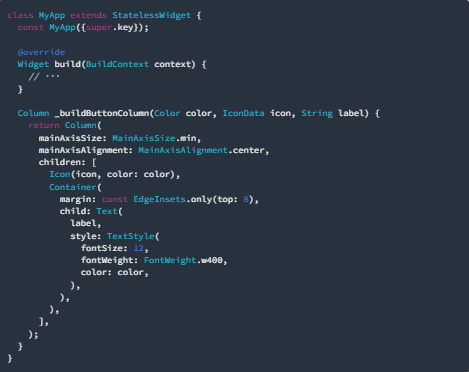 class MyApp extends StatelessWidget {
  const MyApp({super.key});

  @override
  Widget build(BuildContext context) {
    // ···
  }

  Column _buildButtonColumn(Color color, IconData icon, String label) {
    return Column(
      mainAxisSize: MainAxisSize.min,
      mainAxisAlignment: MainAxisAlignment.center,
      children: [
        Icon(icon, color: color),
        Container(
          margin: const EdgeInsets.only(top: 8),
          child: Text(
            label,
            style: TextStyle(
              fontSize: 12,
              fontWeight: FontWeight.w400,
              color: color,
            ),
          ),
        ),
      ],
    );
  }
}